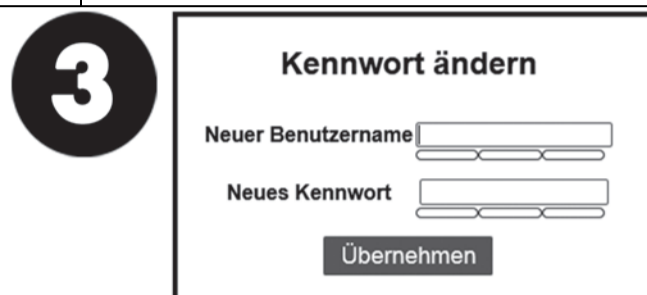 3
Kennwort ändern
Neuer Benutzername
Neues Kennwort
Übernehmen